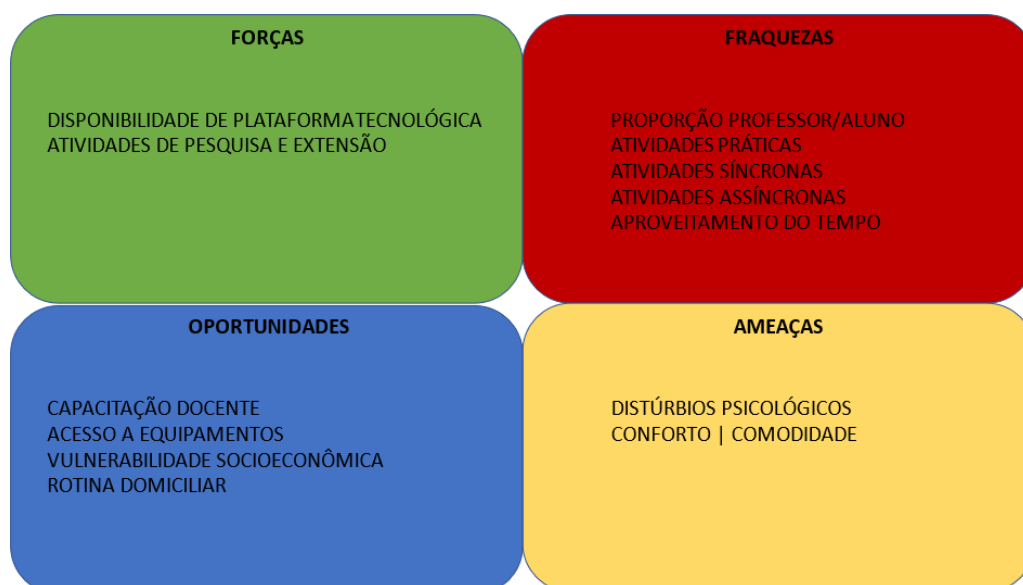 FORÇAS
DISPONIBILIDADE DE PLATAFORMATECNOLÓGICA
ATIVIDADES DE PESQUISA E EXTENSÃO
FRAQUEZAS
PROPORÇÃO PROFESSOR/ALUNO
ATIVIDADES PRÁTICAS
ATIVIDADES SÍNCRONAS
ATIVIDADES ASSÍNCRONAS
APROVEITAMENTO DO TEMPO
OPORTUNIDADES
CAPACITAÇÃO DOCENTE
ACESSO A EQUIPAMENTOS
VULNERABILIDADE SOCIOECONÔMICA
ROTINA DOMICILIAR
AMEAÇAS
DISTÚRBIOS PSICOLÓGICOS
CONFORTO | COMODIDADE